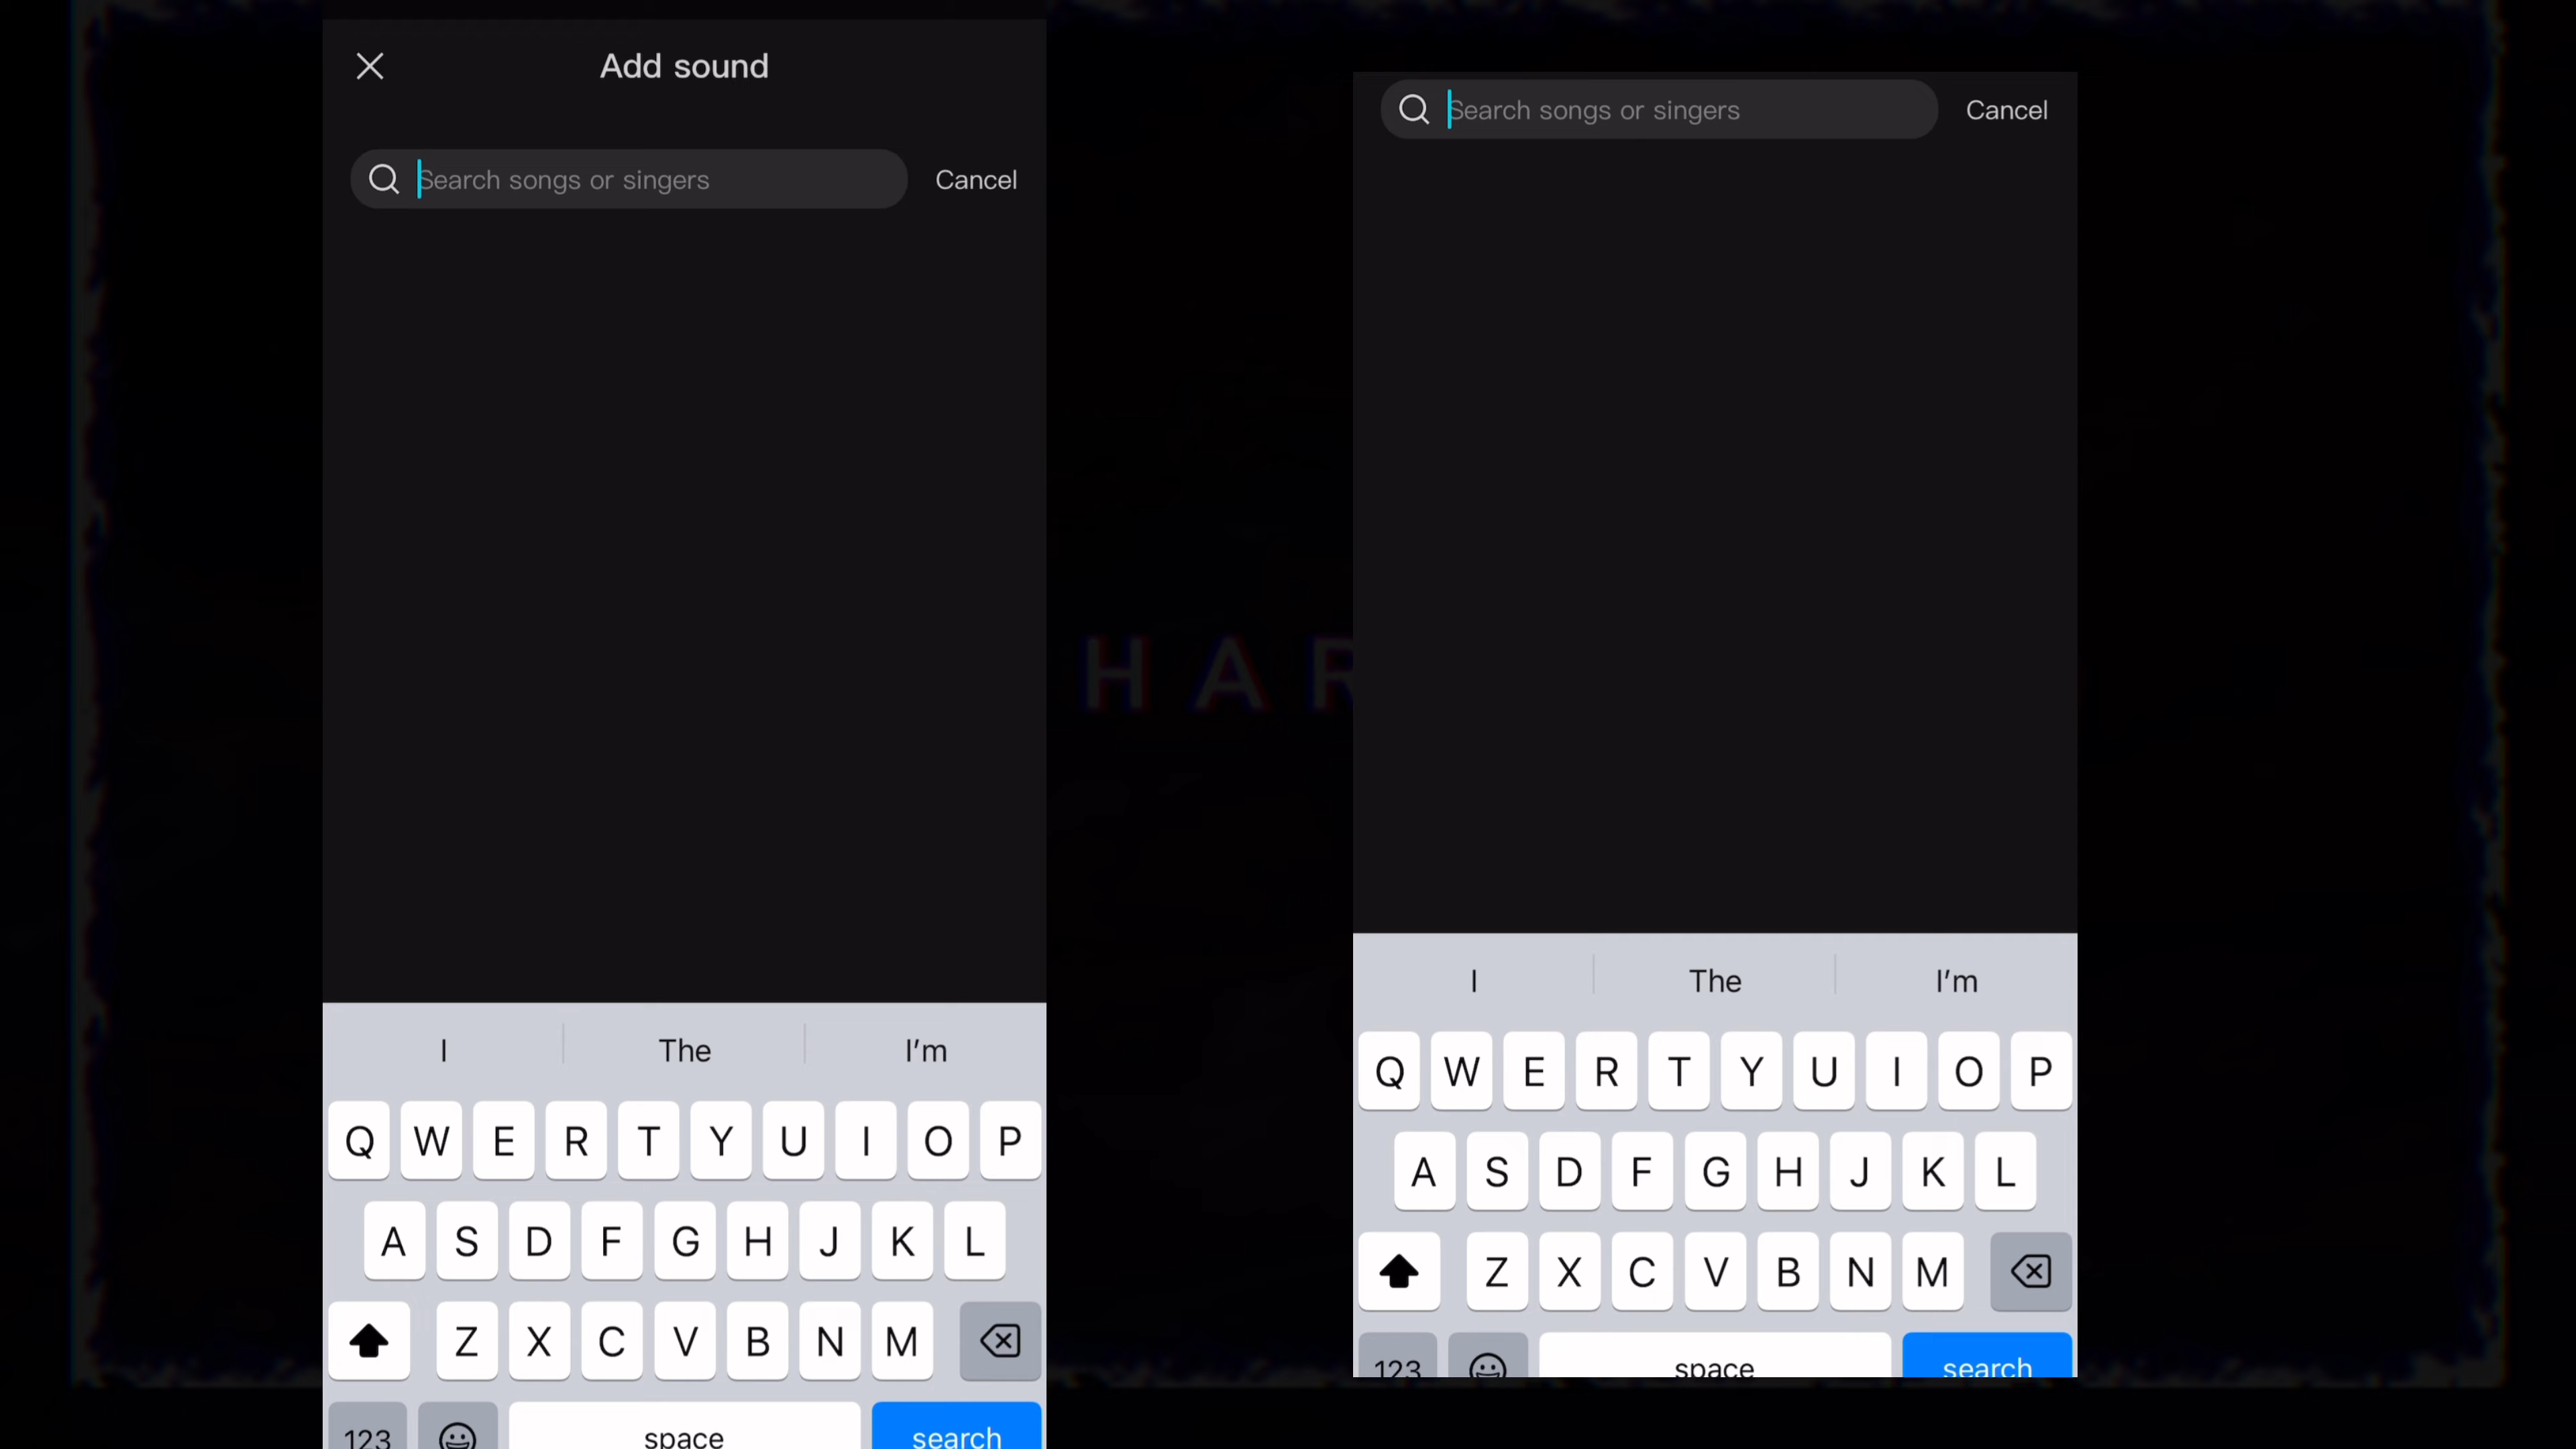 Add sound
Search songs or singers Cancel
I The I'm
Q W E R T Y U I O P
A S D F G H J K L
Z X C V B N M
123 space search
HAR
Search songs or singers Cancel
I The I'm
Q W E R T Y U I O P
A S D F G H J K L
Z X C V B N M
123 space search